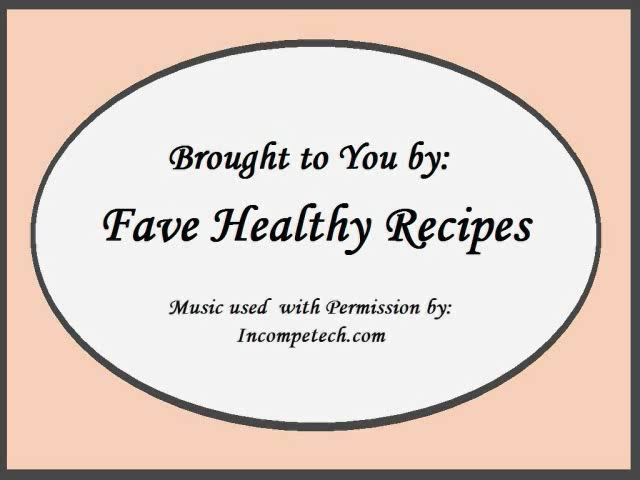 Brought to You by:
Fave Healthy Recipes
Music used with Permission by:
Incompetech.com